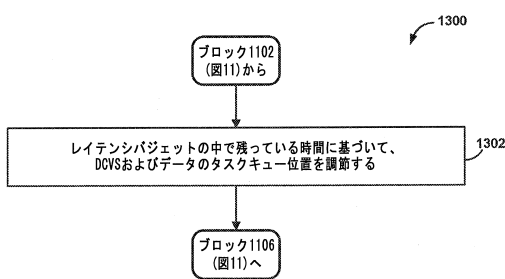 1300
ブロック1102
(図11)から
レイテンシバジェットの中で残っている時間に基づいて、
DCVSおよびデータのタスクキュー位置を調節する
1302
ブロック1106
(図11)へ